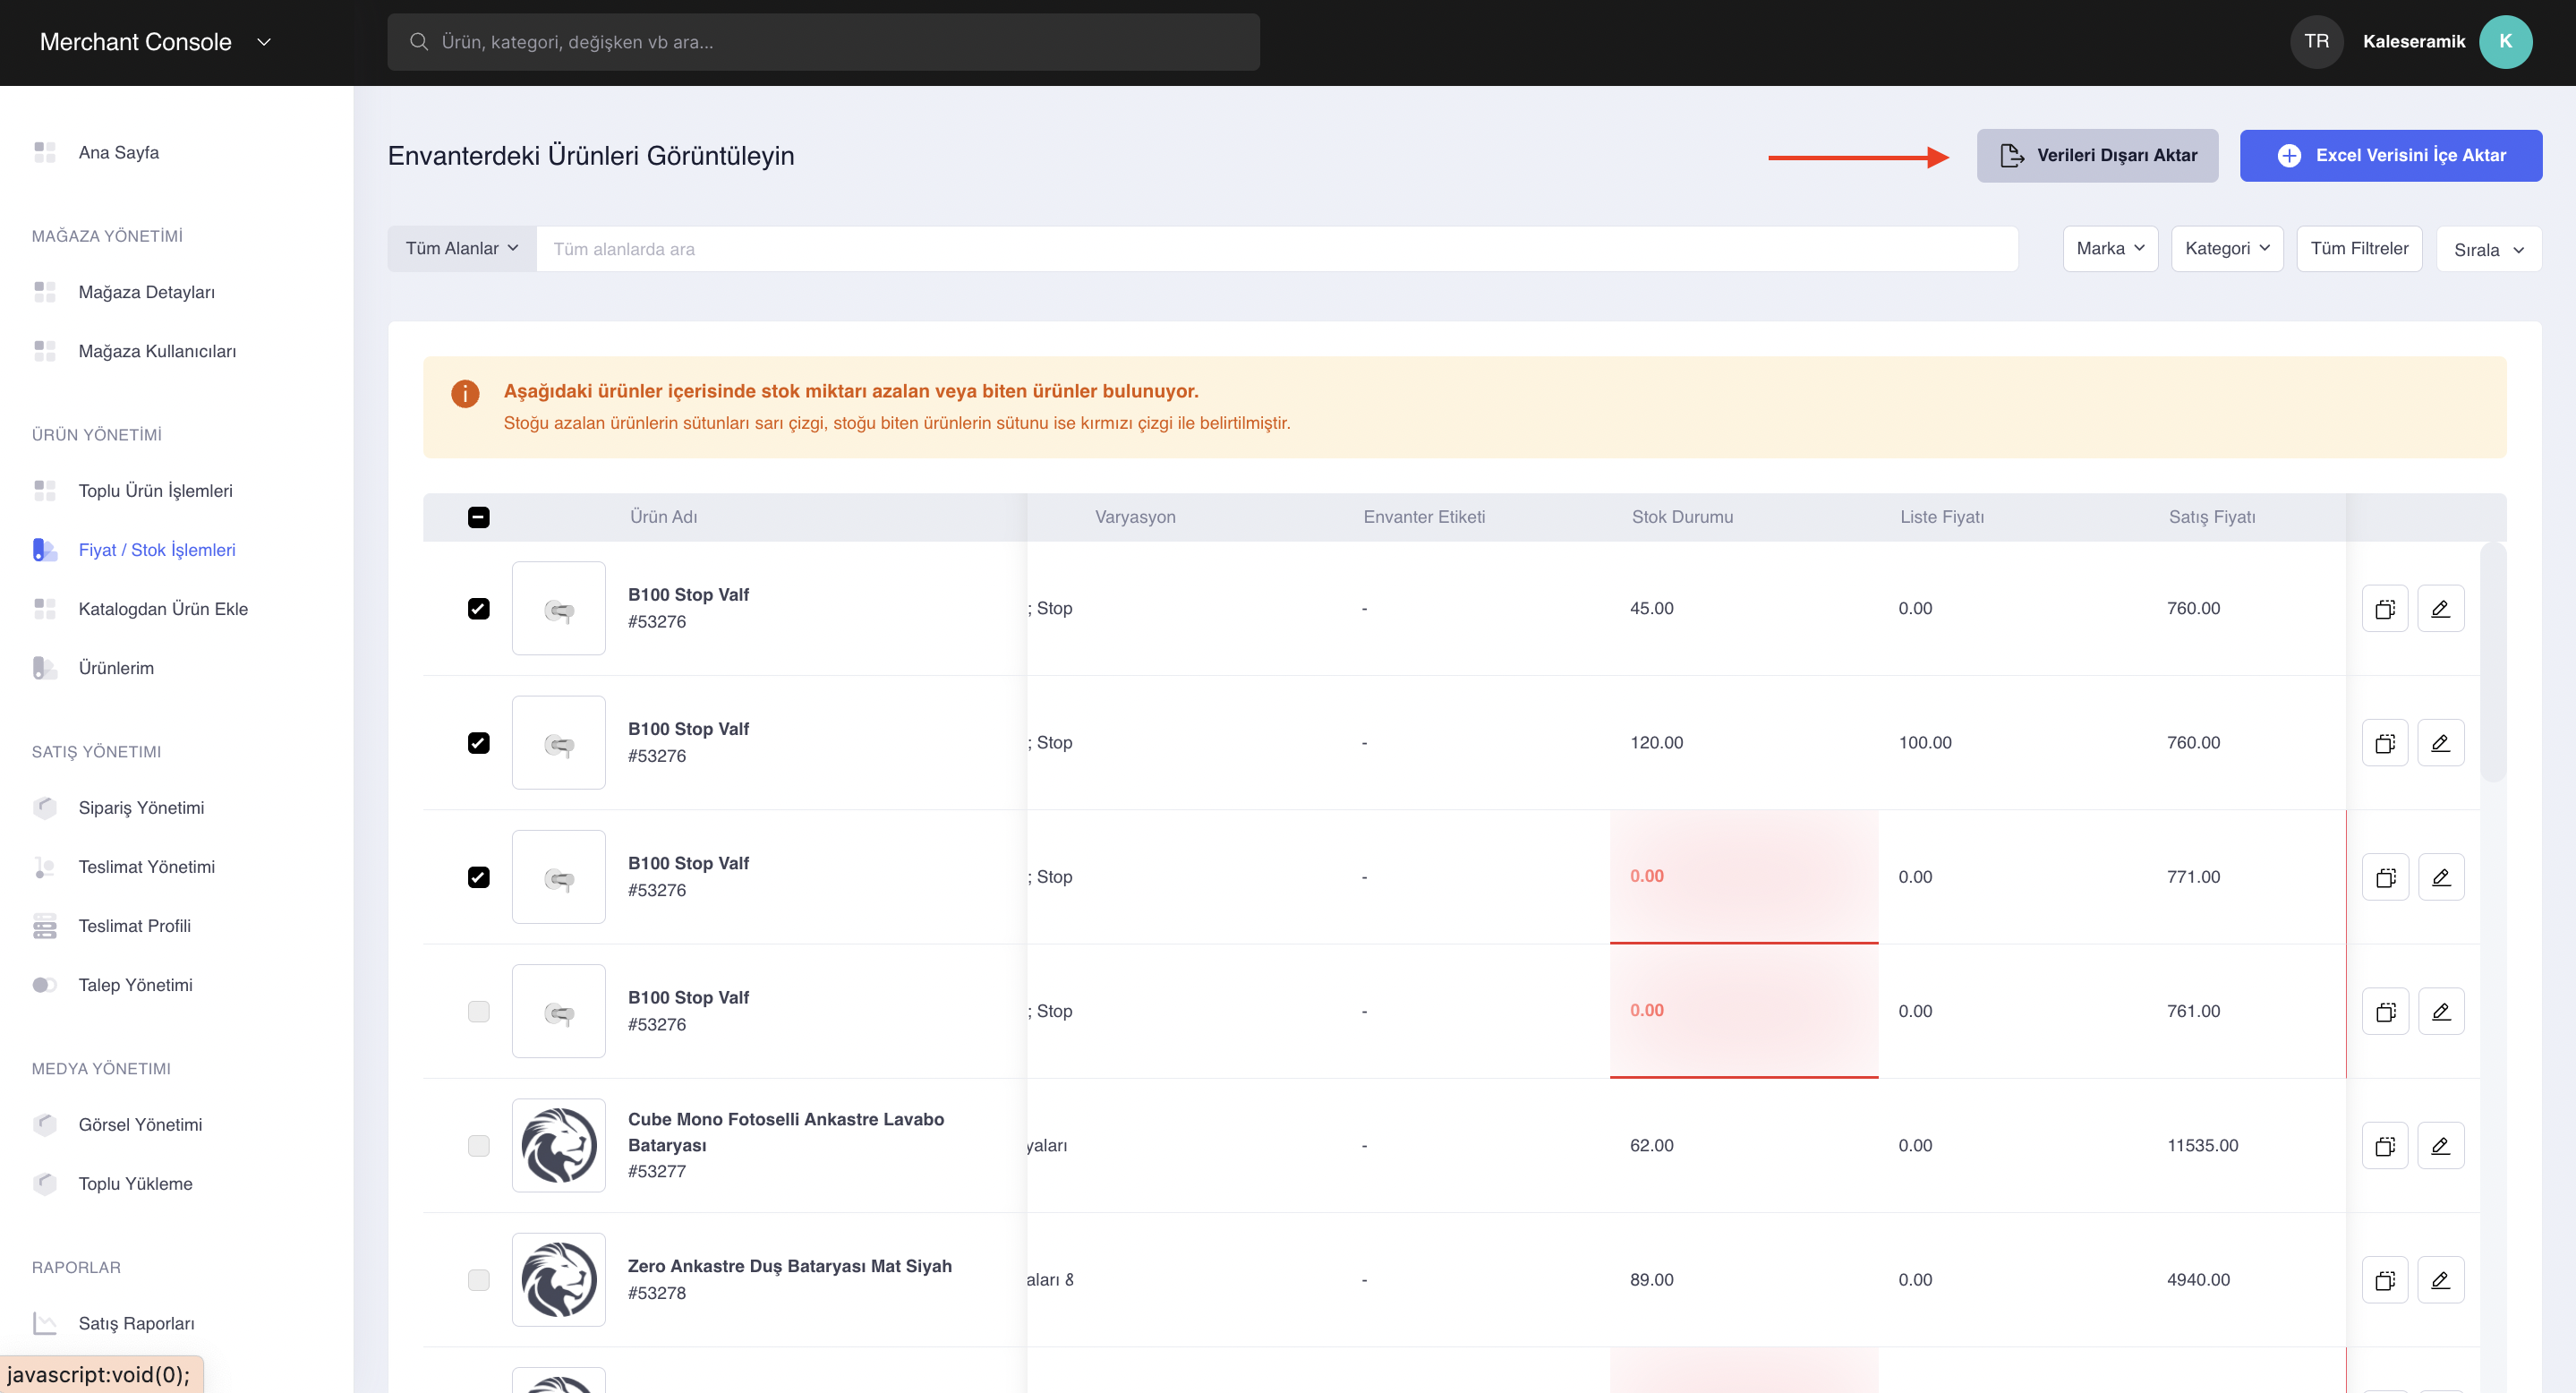 Merchant Console
Ürün, kategori, değişken vb ara...
TR
Kaleseramik
K
Ana Sayfa
MAĞAZA YÖNETİMİ
Mağaza Detayları
Mağaza Kullanıcıları
ÜRÜN YÖNETİMİ
Toplu Ürün İşlemleri
Fiyat / Stok İşlemleri
Katalogdan Ürün Ekle
Ürünlerim
SATIŞ YÖNETIMI
Sipariş Yönetimi
Teslimat Yönetimi
Teslimat Profili
Talep Yönetimi
MEDYA YÖNETIMI
Görsel Yönetimi
Toplu Yükleme
RAPORLAR
Satış Raporları
javascript:void(0);
Envanterdeki Ürünleri Görüntüleyin
Verileri Dışarı Aktar
Excel Verisini İçe Aktar
Tüm Alanlar
Tüm alanlarda ara
Marka
Kategori
Tüm Filtreler
Sırala
Aşağıdaki ürünler içerisinde stok miktarı azalan veya biten ürünler bulunuyor.
Stoğu azalan ürünlerin sütunları sarı çizgi, stoğu biten ürünlerin sütunu ise kırmızı çizgi ile belirtilmiştir.
Ürün Adı Varyasyon Envanter Etiketi Stok Durumu Liste Fiyatı Satış Fiyatı
B100 Stop Valf
#53276
; Stop - 45.00 0.00 760.00
B100 Stop Valf
#53276
; Stop - 120.00 100.00 760.00
B100 Stop Valf
#53276
; Stop - 0.00 0.00 771.00
B100 Stop Valf
#53276
; Stop - 0.00 0.00 761.00
Cube Mono Fotoselli Ankastre Lavabo
Bataryası
#53277
yaları - 62.00 0.00 11535.00
Zero Ankastre Duş Bataryası Mat Siyah
#53278
aları & - 89.00 0.00 4940.00